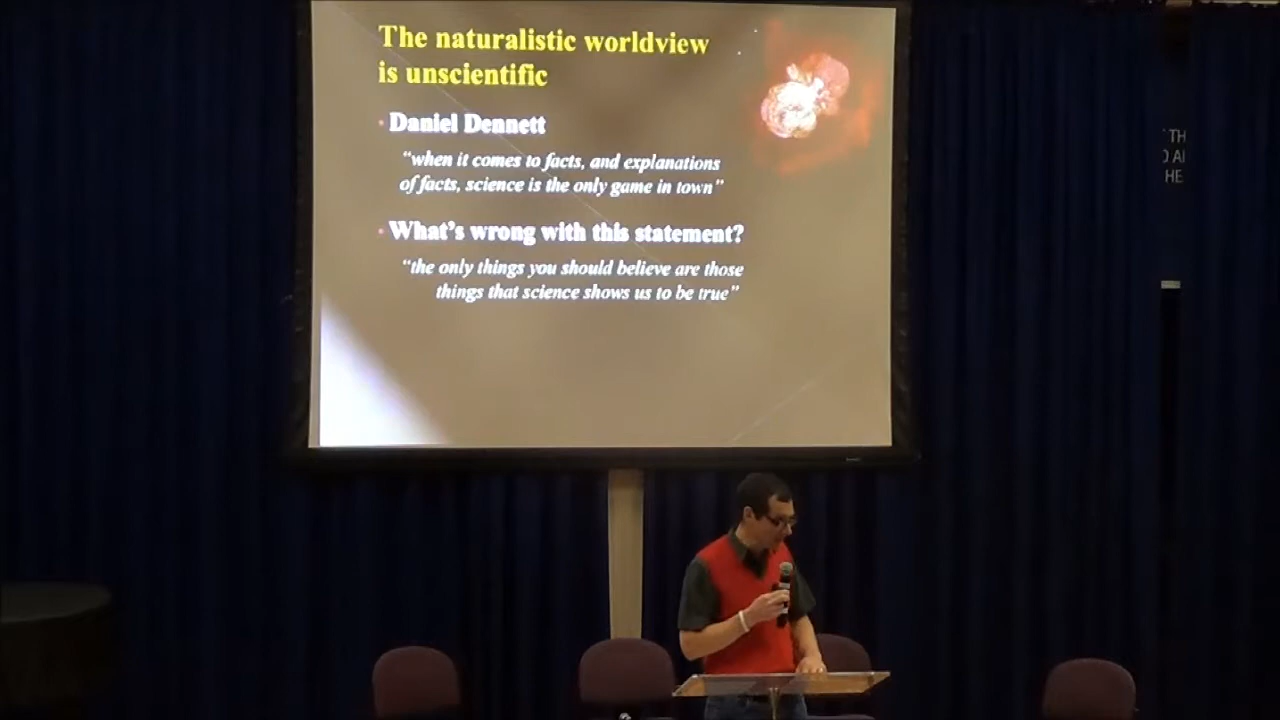 The naturalistic worldview
is unscientific
• Daniel Dennett
“when it comes to facts, and explanations
of facts, science is the only game in town”
• What’s wrong with this statement?
“the only things you should believe are those
things that science shows us to be true”
TH
HE